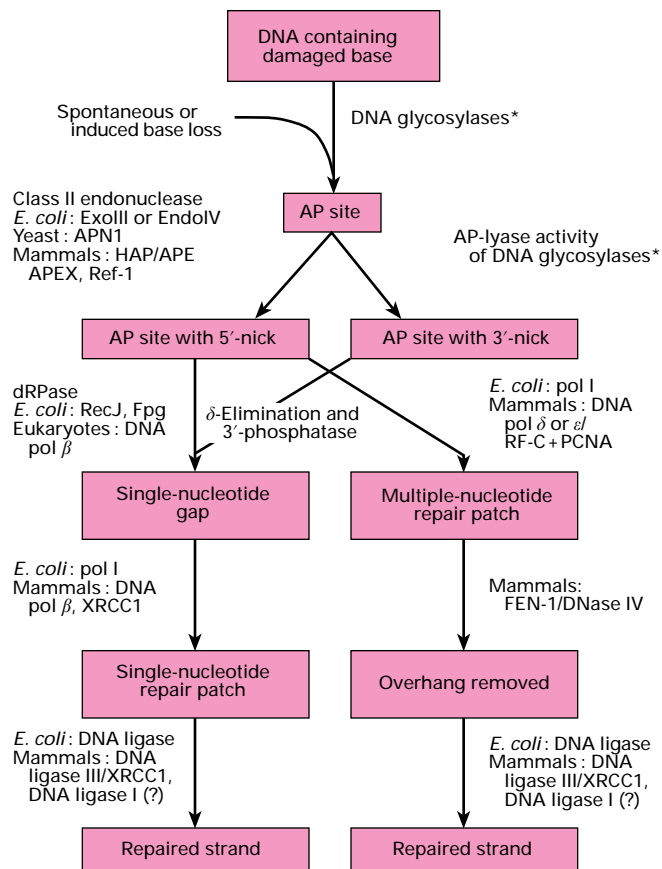 DNA containing
damaged base
Spontaneous or
induced base loss
DNA glycosylases*
Class II endonuclease
E. coli : ExoIII or EndoIV
Yeast : APN1
Mammals : HAP/APE
APEX, Ref-1
AP site
AP-lyase activity
of DNA glycosylases*
AP site with 5′-nick
AP site with 3′-nick
dRPase
E. coli : RecJ, Fpg
Eukaryotes : DNA
pol β
δ-Elimination and
3′-phosphatase
E. coli : pol I
Mammals : DNA
pol δ or ε/
RF-C + PCNA
Single-nucleotide
gap
Multiple-nucleotide
repair patch
E. coli : pol I
Mammals : DNA
pol β, XRCC1
Mammals:
FEN-1/DNase IV
Single-nucleotide
repair patch
Overhang removed
E. coli : DNA ligase
Mammals : DNA
ligase III/XRCC1,
DNA ligase I (?)
E. coli : DNA ligase
Mammals : DNA
ligase III/XRCC1,
DNA ligase I (?)
Repaired strand
Repaired strand